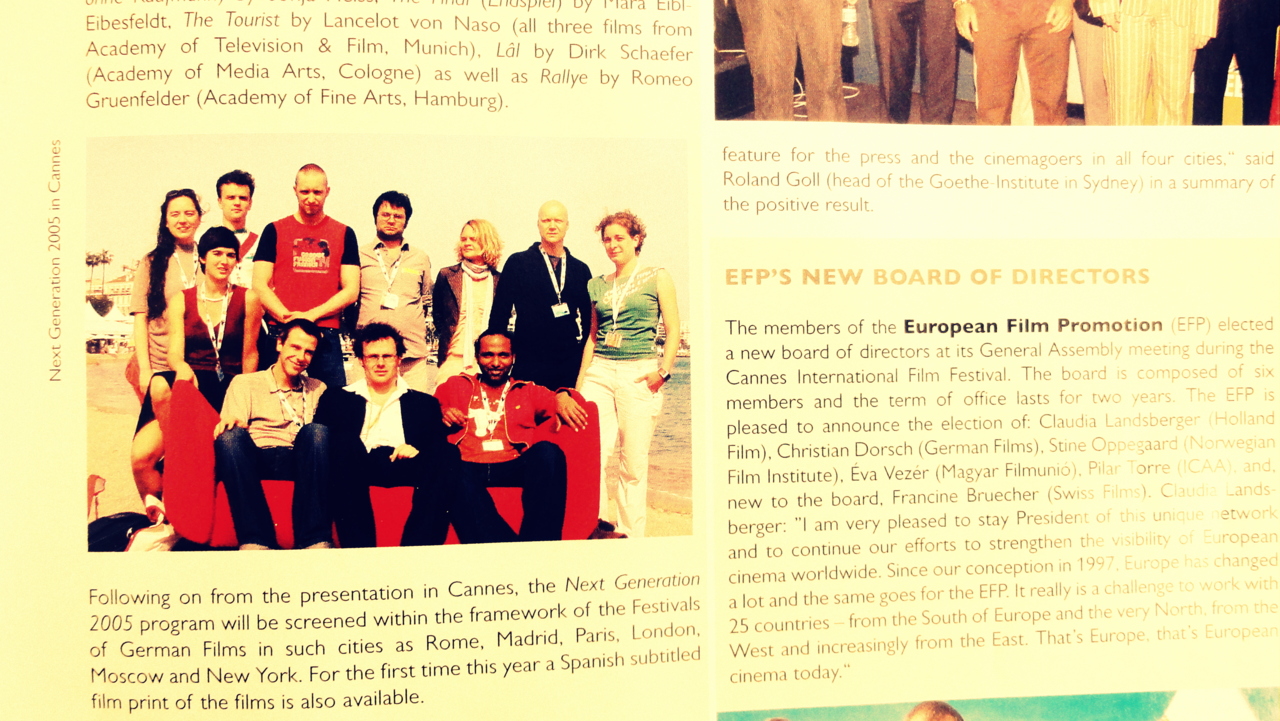 ohne Kaufmann) by Sonja Heiss, The Final (Endspiel) by Mara Eibl-
Eibesfeldt, The Tourist by Lancelot von Naso (all three films from
Academy of Television & Film, Munich), Lâl by Dirk Schaefer
(Academy of Media Arts, Cologne) as well as Rallye by Romeo
Gruenfelder (Academy of Fine Arts, Hamburg).
Next Generation 2005 in Cannes
Following on from the presentation in Cannes, the Next Generation
2005 program will be screened within the framework of the Festivals
of German Films in such cities as Rome, Madrid, Paris, London,
Moscow and New York. For the first time this year a Spanish subtitled
film print of the films is also available.
feature for the press and the cinemagoers in all four cities," said
Roland Goll (head of the Goethe-Institute in Sydney) in a summary of
the positive result.
EFP'S NEW BOARD OF DIRECTORS
The members of the European Film Promotion (EFP) elected
a new board of directors at its General Assembly meeting during the
Cannes International Film Festival. The board is composed of six
members and the term of office lasts for two years. The EFP is
pleased to announce the election of: Claudia Landsberger (Holland
Film), Christian Dorsch (German Films), Stine Oppegaard (Norwegian
Film Institute), Éva Vezér (Magyar Filmunió), Pilar Torre (ICAA), and,
new to the board, Francine Bruecher (Swiss Films). Claudia Lands-
berger: "I am very pleased to stay President of this unique network
and to continue our efforts to strengthen the visibility of European
cinema worldwide. Since our conception in 1997, Europe has changed
a lot and the same goes for the EFP. It really is a challenge to work with
25 countries – from the South of Europe and the very North, from the
West and increasingly from the East. That's Europe, that's European
cinema today."